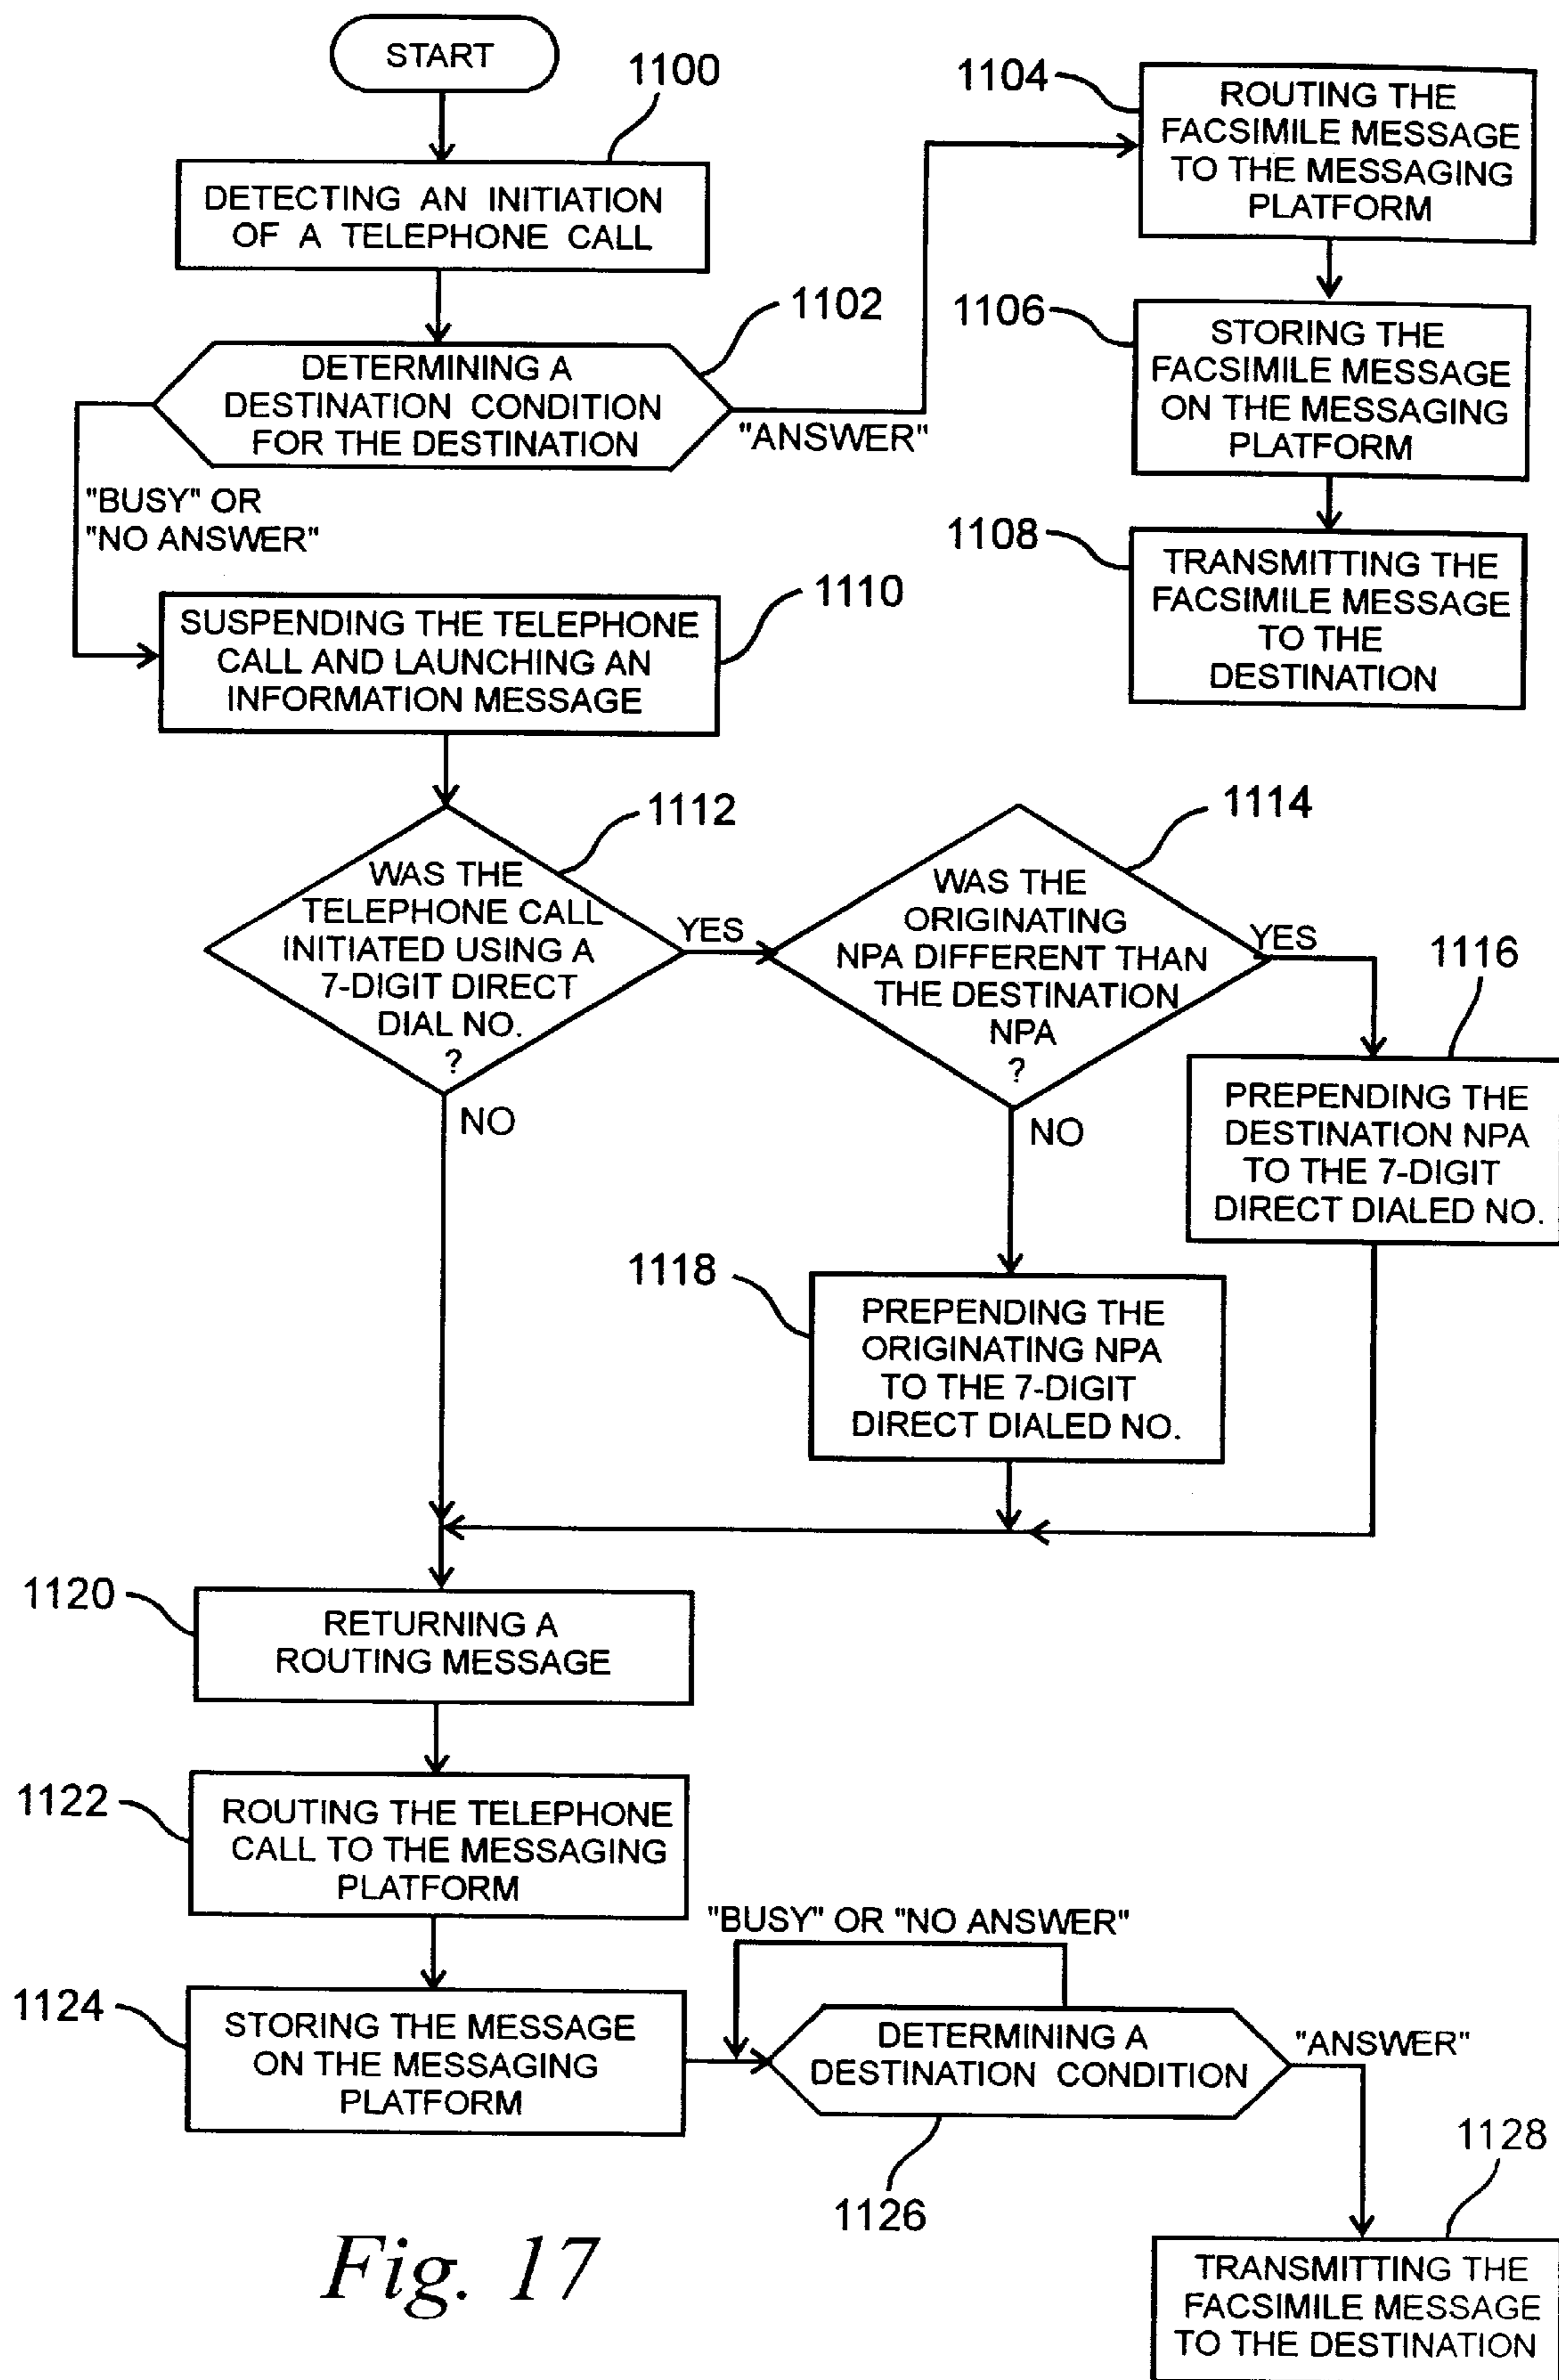 START
1100
DETECTING AN INITIATION
OF A TELEPHONE CALL
1102
DETERMINING A
DESTINATION CONDITION
FOR THE DESTINATION
"ANSWER"
1104
ROUTING THE
FACSIMILE MESSAGE
TO THE MESSAGING
PLATFORM
1106
STORING THE
FACSIMILE MESSAGE
ON THE MESSAGING
PLATFORM
1108
TRANSMITTING THE
FACSIMILE MESSAGE
TO THE
DESTINATION
"BUSY" OR
"NO ANSWER"
1110
SUSPENDING THE TELEPHONE
CALL AND LAUNCHING AN
INFORMATION MESSAGE
1112
WAS THE
TELEPHONE CALL
INITIATED USING A
7-DIGIT DIRECT
DIAL NO.
?
YES
NO
1114
WAS THE
ORIGINATING
NPA DIFFERENT THAN
THE DESTINATION
NPA
?
YES
NO
1116
PREPENDING THE
DESTINATION NPA
TO THE 7-DIGIT
DIRECT DIALED NO.
1118
PREPENDING THE
ORIGINATING NPA
TO THE 7-DIGIT
DIRECT DIALED NO.
1120
RETURNING A
ROUTING MESSAGE
1122
ROUTING THE TELEPHONE
CALL TO THE MESSAGING
PLATFORM
1124
STORING THE MESSAGE
ON THE MESSAGING
PLATFORM
"BUSY" OR "NO ANSWER"
DETERMINING A
DESTINATION CONDITION
1126
"ANSWER"
1128
TRANSMITTING THE
FACSIMILE MESSAGE
TO THE DESTINATION
Fig. 17